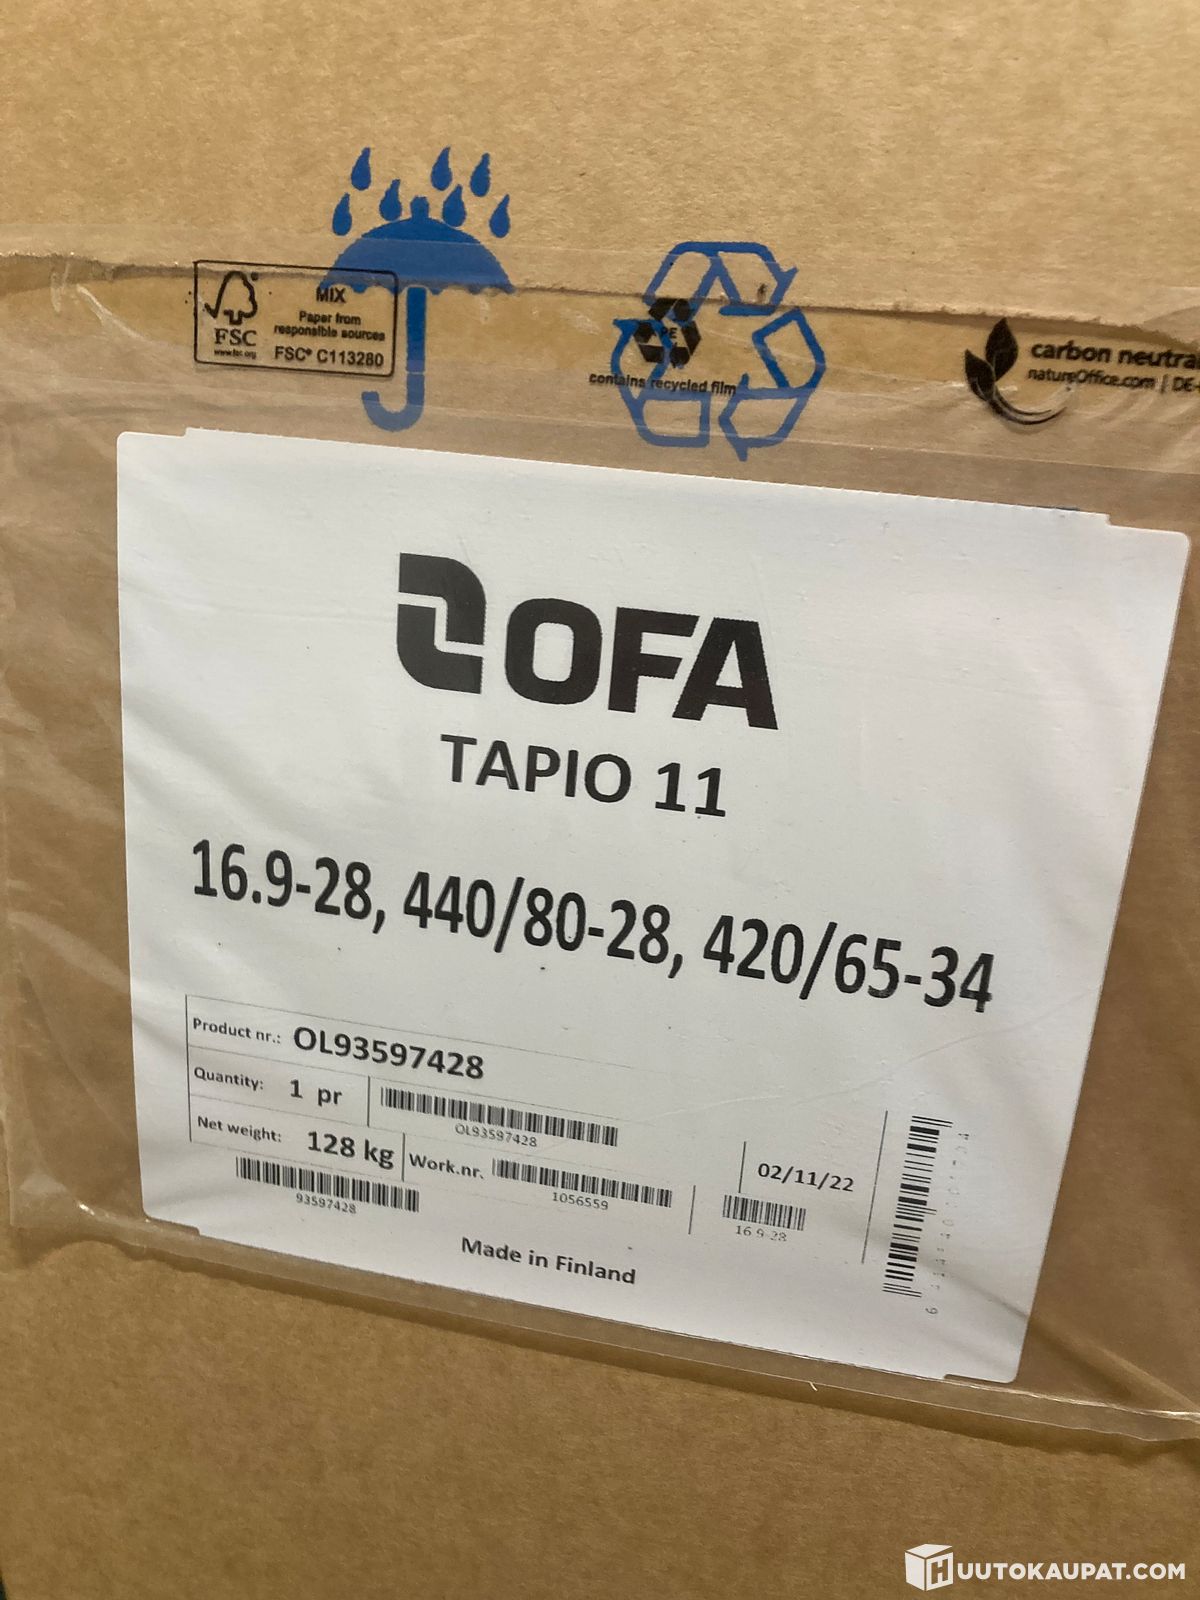 FSC
www.fsc.org
MIX
Paper from
responsible sources
FSC® C113280
PE
contains recycled film
carbon neutral
natureOffice.com | DE-
OFA
TAPIO 11
16.9-28, 440/80-28, 420/65-34
Product nr.: OL93597428
Quantity: 1 pr
OL93597428
Net weight: 128 kg
Work.nr.
1056559
93597428
02/11/22
16.9-28
Made in Finland
HUUTOKAUPAT.COM